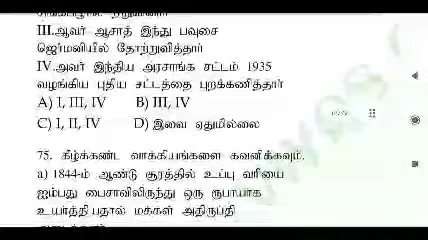 III.ஆவர் ஆசாத் இந்து பவுசை
ஜெர்மனியில் தோற்றுவித்தார்
IV.அவர் இந்திய அரசாங்க சட்டம் 1935
வழங்கிய புதிய சட்டத்தை புறக்கணித்தார்
A) I, III, IV B) III, IV
C) I, II, IV D) இவை ஏதுமில்லை
75. கீழ்க்கண்ட வாக்கியங்களை கவனிக்கவும்.
a) 1844-ம் ஆண்டு சூரத்தில் உப்பு வரியை
ஐம்பது பைசாவிலிருந்து ஒரு ரூபாயாக
உயர்த்தியதால் மக்கள் அதிருப்தி